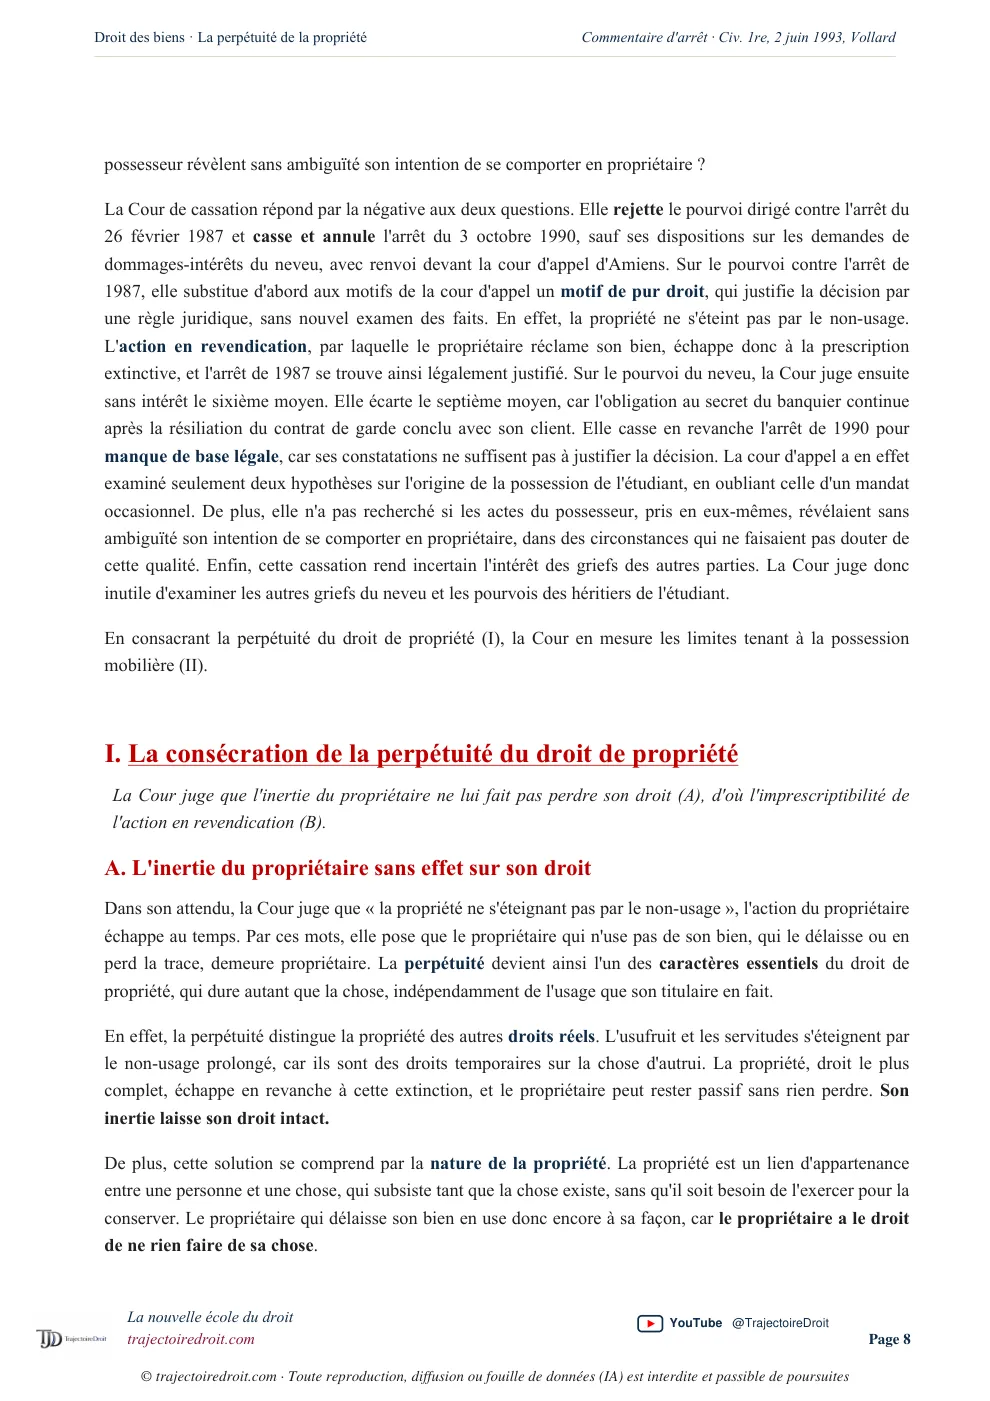 Droit des biens · La perpétuité de la propriété
Commentaire d'arrêt · Civ. 1re, 2 juin 1993, Vollard
possesseur révèlent sans ambiguïté son intention de se comporter en propriétaire ?
La Cour de cassation répond par la négative aux deux questions. Elle rejette le pourvoi dirigé contre l'arrêt du
26 février 1987 et casse et annule l'arrêt du 3 octobre 1990, sauf ses dispositions sur les demandes de
dommages-intérêts du neveu, avec renvoi devant la cour d'appel d'Amiens. Sur le pourvoi contre l'arrêt de
1987, elle substitue d'abord aux motifs de la cour d'appel un motif de pur droit, qui justifie la décision par
une règle juridique, sans nouvel examen des faits. En effet, la propriété ne s'éteint pas par le non-usage.
L'action en revendication, par laquelle le propriétaire réclame son bien, échappe donc à la prescription
extinctive, et l'arrêt de 1987 se trouve ainsi légalement justifié. Sur le pourvoi du neveu, la Cour juge ensuite
sans intérêt le sixième moyen. Elle écarte le septième moyen, car l'obligation au secret du banquier continue
après la résiliation du contrat de garde conclu avec son client. Elle casse en revanche l'arrêt de 1990 pour
manque de base légale, car ses constatations ne suffisent pas à justifier la décision. La cour d'appel a en effet
examiné seulement deux hypothèses sur l'origine de la possession de l'étudiant, en oubliant celle d'un mandat
occasionnel. De plus, elle n'a pas recherché si les actes du possesseur, pris en eux-mêmes, révélaient sans
ambiguïté son intention de se comporter en propriétaire, dans des circonstances qui ne faisaient pas douter de
cette qualité. Enfin, cette cassation rend incertain l'intérêt des griefs des autres parties. La Cour juge donc
inutile d'examiner les autres griefs du neveu et les pourvois des héritiers de l'étudiant.
En consacrant la perpétuité du droit de propriété (I), la Cour en mesure les limites tenant à la possession
mobilière (II).
I. La consécration de la perpétuité du droit de propriété
La Cour juge que l'inertie du propriétaire ne lui fait pas perdre son droit (A), d'où l'imprescriptibilité de
l'action en revendication (B).
A. L'inertie du propriétaire sans effet sur son droit
Dans son attendu, la Cour juge que « la propriété ne s'éteignant pas par le non-usage », l'action du propriétaire
échappe au temps. Par ces mots, elle pose que le propriétaire qui n'use pas de son bien, qui le délaisse ou en
perd la trace, demeure propriétaire. La perpétuité devient ainsi l'un des caractères essentiels du droit de
propriété, qui dure autant que la chose, indépendamment de l'usage que son titulaire en fait.
En effet, la perpétuité distingue la propriété des autres droits réels. L'usufruit et les servitudes s'éteignent par
le non-usage prolongé, car ils sont des droits temporaires sur la chose d'autrui. La propriété, droit le plus
complet, échappe en revanche à cette extinction, et le propriétaire peut rester passif sans rien perdre. Son
inertie laisse son droit intact.
De plus, cette solution se comprend par la nature de la propriété. La propriété est un lien d'appartenance
entre une personne et une chose, qui subsiste tant que la chose existe, sans qu'il soit besoin de l'exercer pour la
conserver. Le propriétaire qui délaisse son bien en use donc encore à sa façon, car le propriétaire a le droit
de ne rien faire de sa chose.
La nouvelle école du droit
trajectoiredroit.com
TJD TrajectoireDroit
YouTube @TrajectoireDroit
Page 8
© trajectoiredroit.com · Toute reproduction, diffusion ou fouille de données (IA) est interdite et passible de poursuites